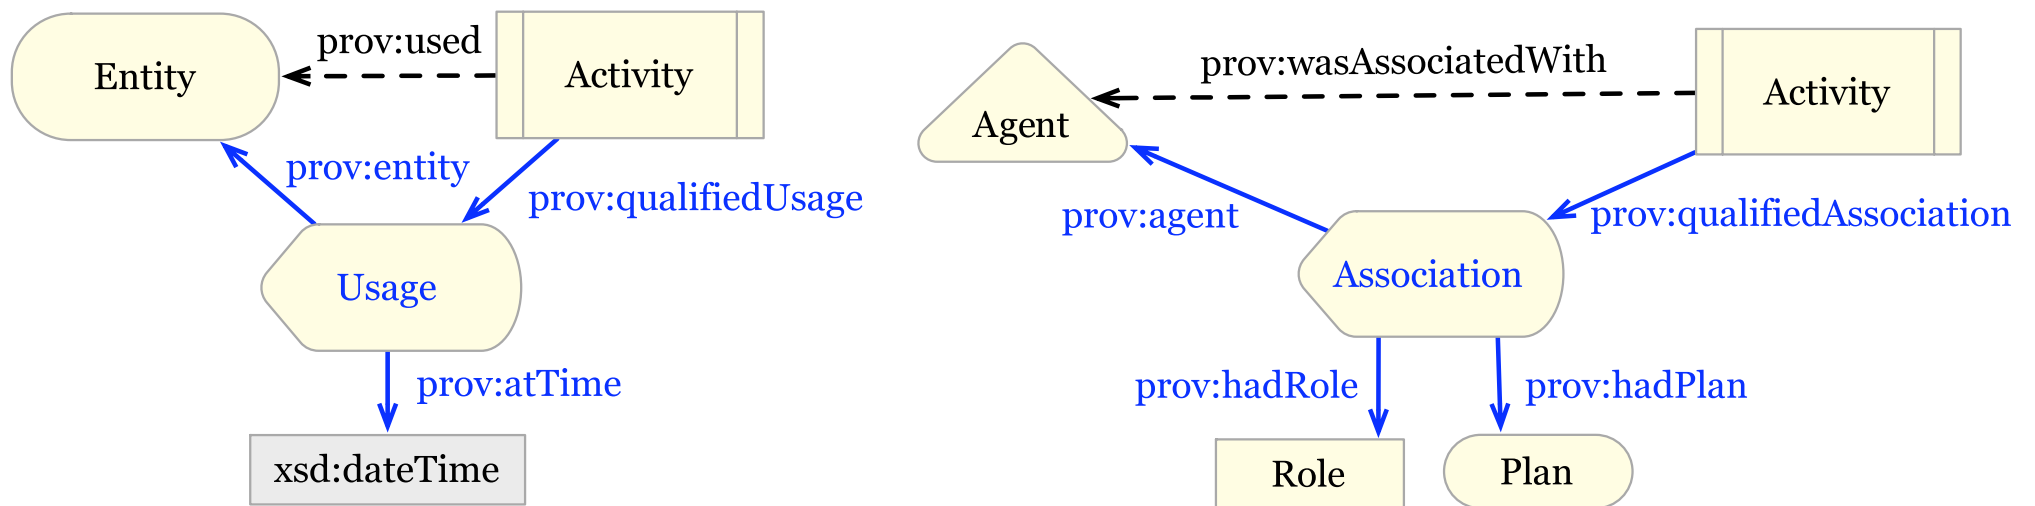 prov:used
Entity
Activity
prov:entity
prov:qualifiedUsage
Usage
prov:atTime
xsd:dateTime
prov:wasAssociatedWith
Activity
Agent
prov:agent
prov:qualifiedAssociation
Association
prov:hadRole
prov:hadPlan
Role
Plan